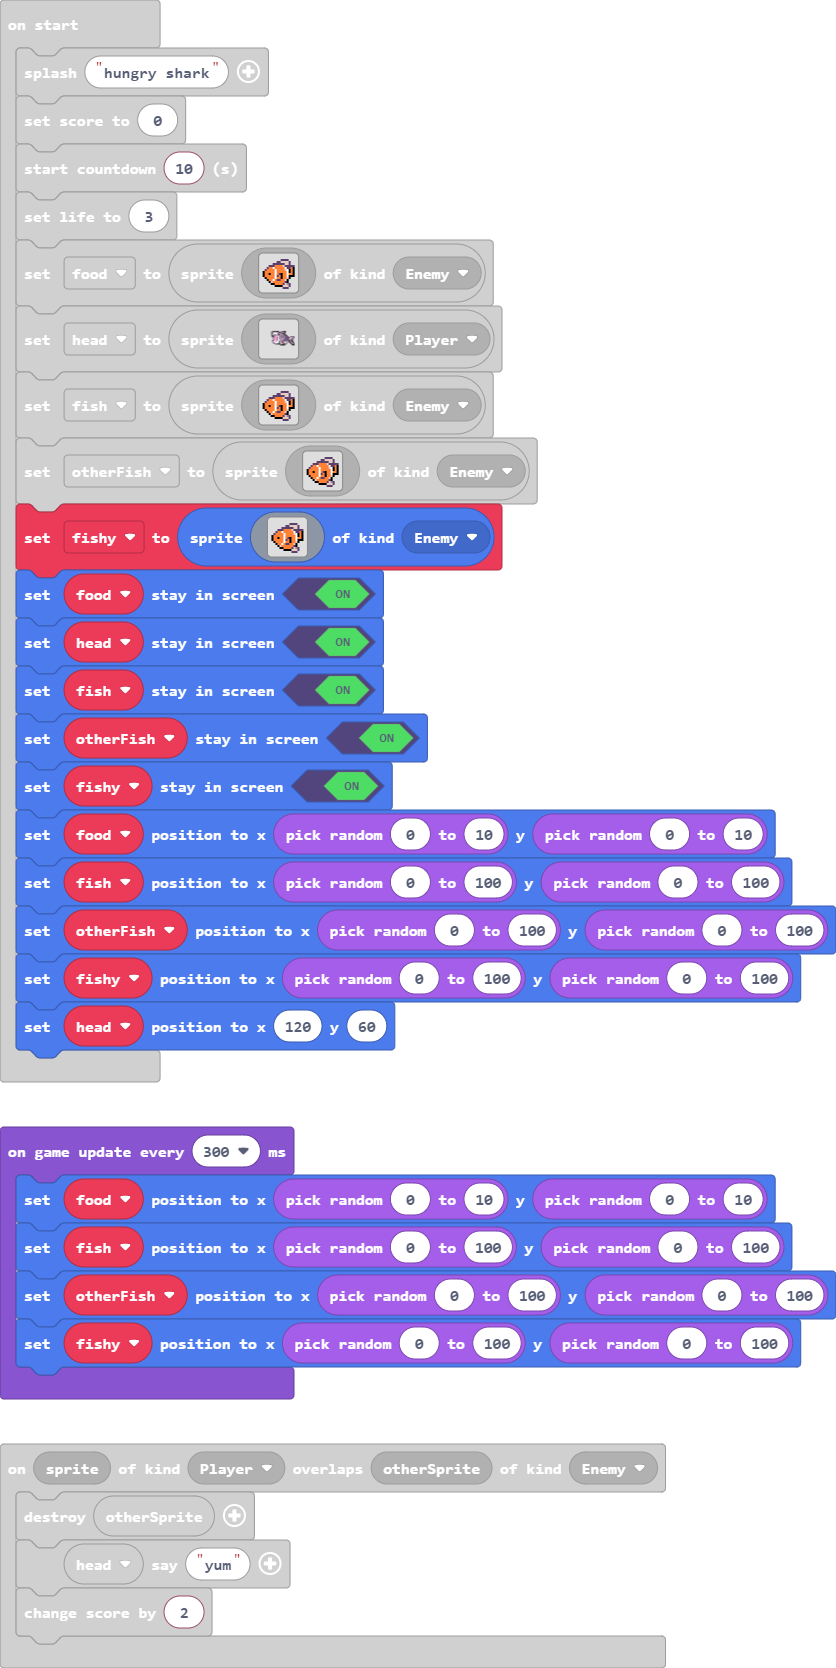 on start
splash "hungry shark"
set score to 0
start countdown 10 (s)
set life to 3
set food to sprite of kind Enemy
set head to sprite of kind Player
set fish to sprite of kind Enemy
set otherFish to sprite of kind Enemy
set fishy to sprite of kind Enemy
set food stay in screen ON
set head stay in screen ON
set fish stay in screen ON
set otherFish stay in screen ON
set fishy stay in screen ON
set food position to x pick random 0 to 10 y pick random 0 to 10
set fish position to x pick random 0 to 100 y pick random 0 to 100
set otherFish position to x pick random 0 to 100 y pick random 0 to 100
set fishy position to x pick random 0 to 100 y pick random 0 to 100
set head position to x 120 y 60
on game update every 300 ms
set food position to x pick random 0 to 10 y pick random 0 to 10
set fish position to x pick random 0 to 100 y pick random 0 to 100
set otherFish position to x pick random 0 to 100 y pick random 0 to 100
set fishy position to x pick random 0 to 100 y pick random 0 to 100
on sprite of kind Player overlaps otherSprite of kind Enemy
destroy otherSprite
head say "yum"
change score by 2